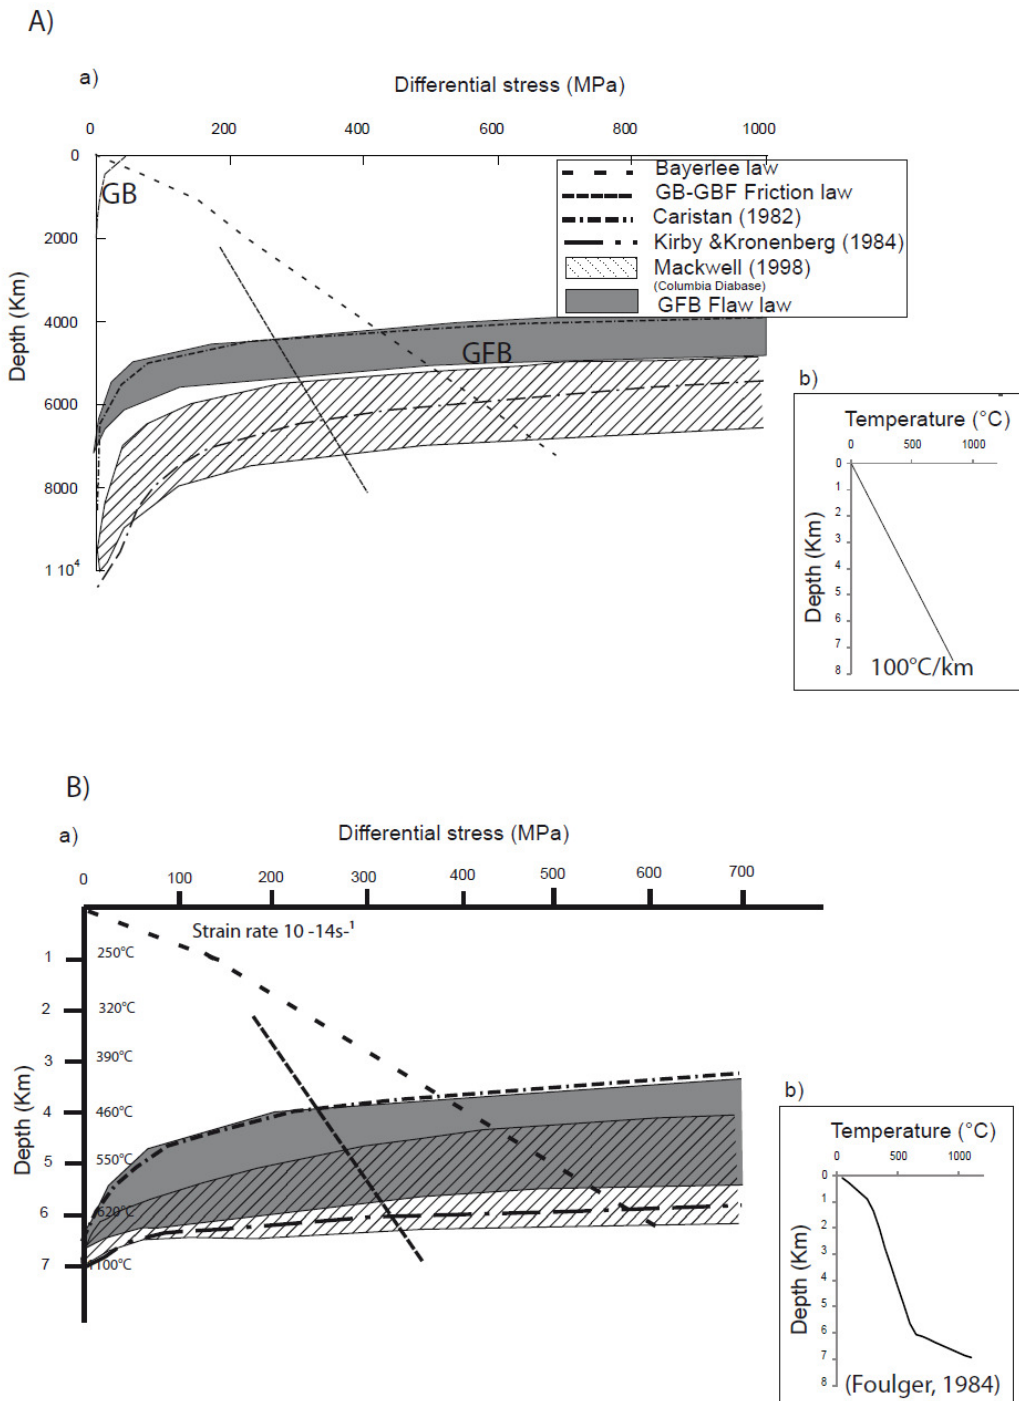 A)
a)
Differential stress (MPa)
0 200 400 600 800 1000
Depth (Km)
0
2000
4000
6000
8000
1 10⁴
GB
GFB
Bayerlee law
GB-GBF Friction law
Caristan (1982)
Kirby &Kronenberg (1984)
Mackwell (1998)
(Columbia Diabase)
GFB Flaw law
b)
Temperature (°C)
0 500 1000
Depth (Km)
0
1
2
3
4
5
6
7
8
100°C/km
B)
a)
Differential stress (MPa)
0 100 200 300 400 500 600 700
Strain rate 10 -14s-¹
Depth (Km)
1 250°C
2 320°C
3 390°C
4 460°C
5 550°C
6 620°C
7 1100°C
b)
Temperature (°C)
0 500 1000
Depth (Km)
0
1
2
3
4
5
6
7
8
(Foulger, 1984)